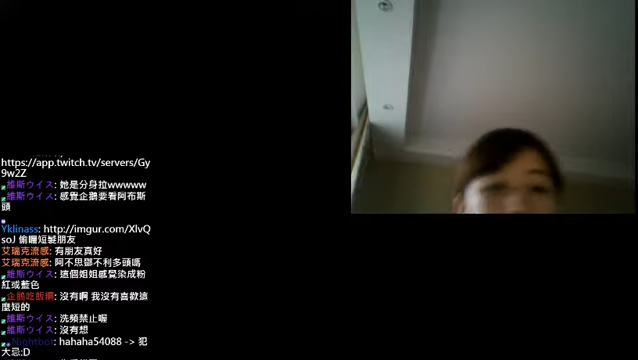 https://app.twitch.tv/servers/Gy
9w2Z
維斯ウイス: 她是分身拉wwwww
維斯ウイス: 感覺企鵝要看阿布斯
頭
Yklinass: http://imgur.com/XlvQ
soJ 偷曬短髮朋友
艾瑞克流感: 有朋友真好
艾瑞克流感: 阿不思鄧不利多頭嗎
維斯ウイス: 這個姐姐感覺染成粉
紅或藍色
企鵝吃飯糰: 沒有啊 我沒有喜歡這
麼短的
維斯ウイス: 洗頻禁止喔
維斯ウイス: 沒有想
Nightbot: hahaha54088 -> 犯
大忌:D